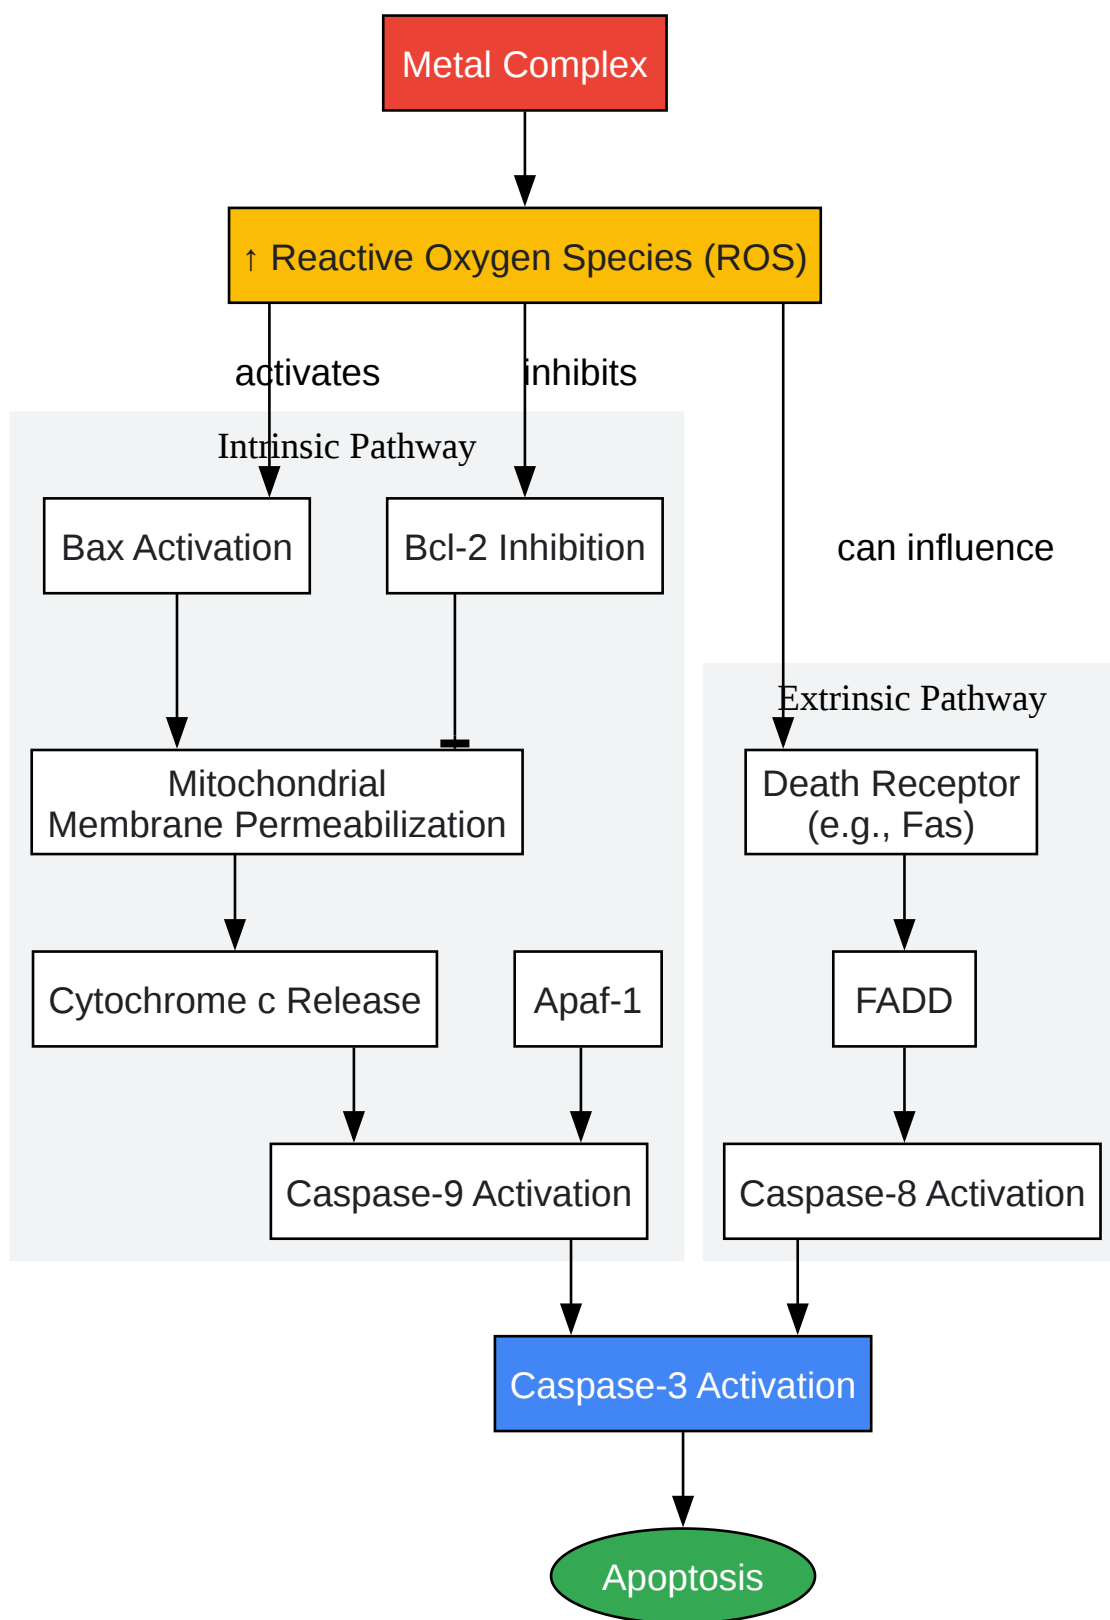 Metal Complex
↑ Reactive Oxygen Species (ROS)
activates
inhibits
Intrinsic Pathway
Bax Activation
Bcl-2 Inhibition
can influence
Extrinsic Pathway
Mitochondrial
Membrane Permeabilization
Death Receptor
(e.g., Fas)
Cytochrome c Release
Apaf-1
FADD
Caspase-9 Activation
Caspase-8 Activation
Caspase-3 Activation
Apoptosis